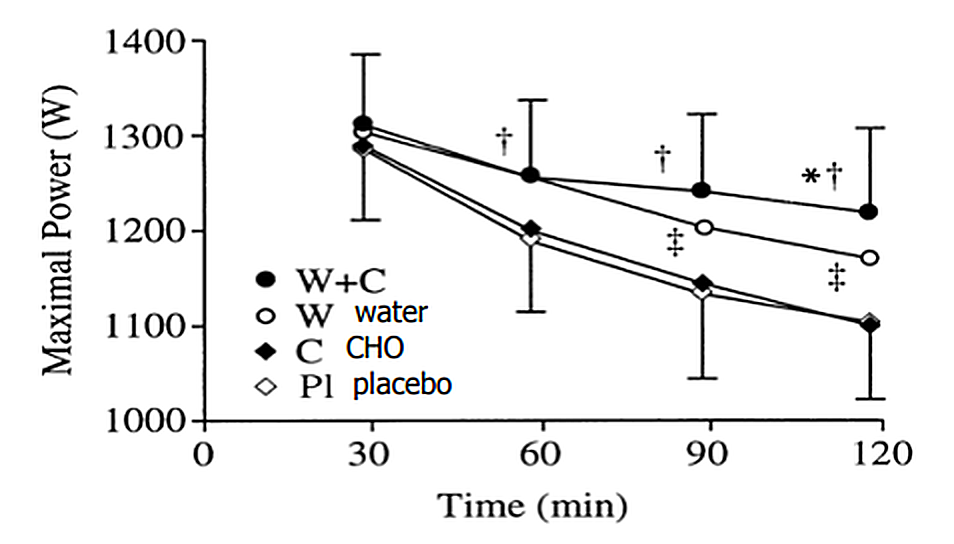 1400
1300
1200
1100
1000
Maximal Power (W)
†
†
*†
‡
‡
W+C
W water
C CHO
Pl placebo
0 30 60 90 120
Time (min)